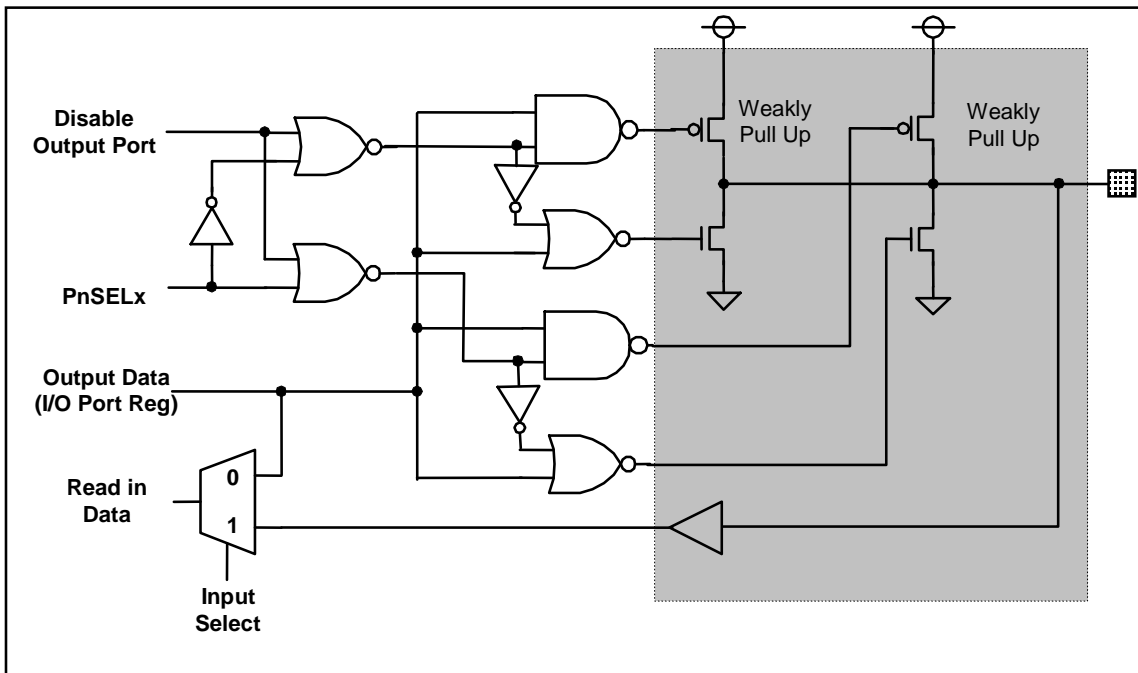 Disable
Output Port
Weakly
Pull Up
Weakly
Pull Up
PnSELx
Output Data
(I/O Port Reg)
Read in
Data
0
1
Input
Select